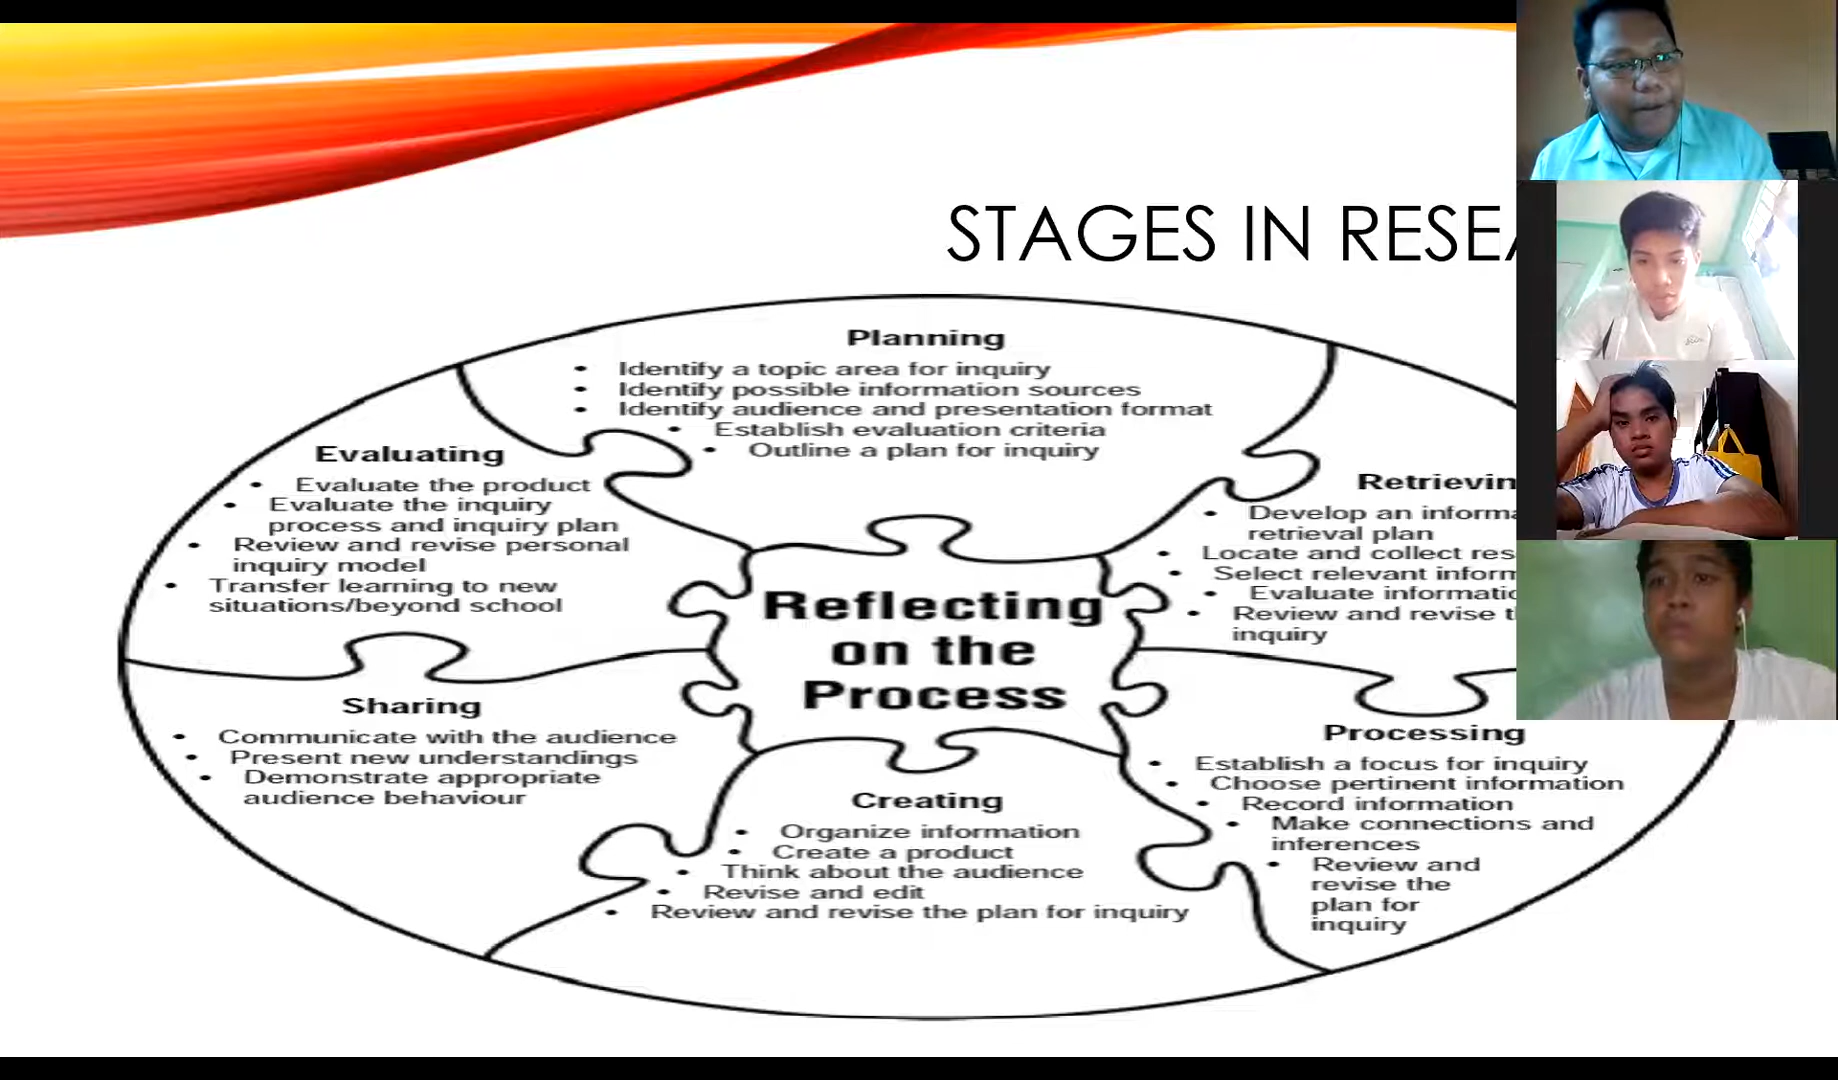 STAGES IN
Planning
• Identify a topic area for inquiry
• Identify possible information sources
• Identify audience and presentation format
• Establish evaluation criteria
• Outline a plan for inquiry
Evaluating
• Evaluate the product
• Evaluate the inquiry
process and inquiry plan
• Review and revise personal
inquiry model
• Transfer learning to new
situations/beyond school
• Develop an
retrieval plan
Locate and collect
• Select relevant
• Evaluate
• Review and revise
inquiry
Reflecting
on the
Process
Sharing
• Communicate with the audience
• Present new understandings
• Demonstrate appropriate
audience behaviour
Creating
• Organize information
• Create a product
• Think about the audience
• Revise and edit
• Review and revise the plan for inquiry
Processing
• Establish a focus for inquiry
• Choose pertinent information
• Record information
• Make connections and
inferences
• Review and
revise the
plan for
inquiry